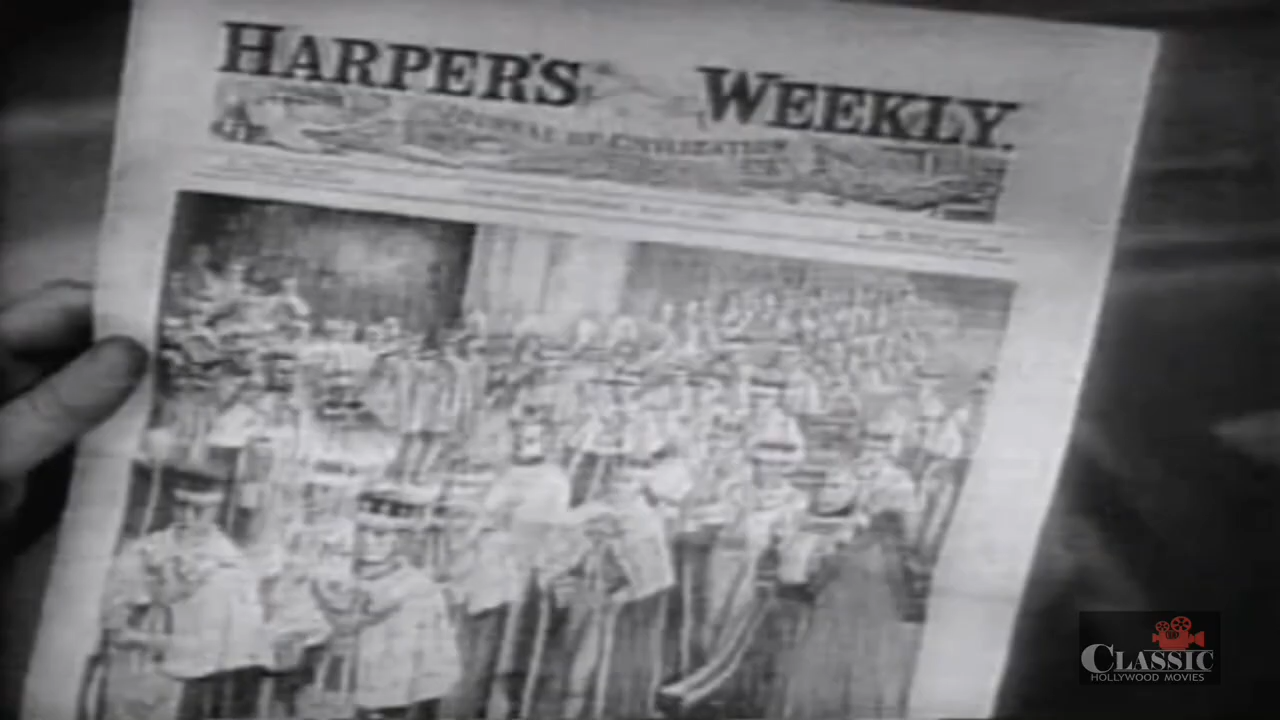 HARPER'S WEEKLY.
JOURNAL OF CIVILIZATION
CLASSIC
HOLLYWOOD MOVIES